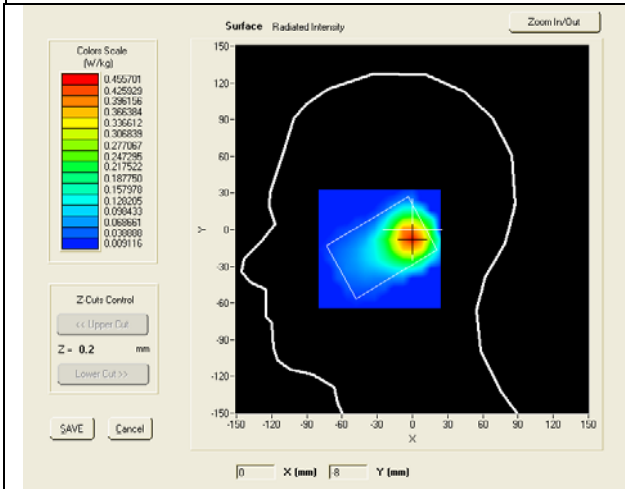 Surface Radiated Intensity
Zoom In/Out
Colors Scale
(W/kg)
0.455701
0.425929
0.396156
0.366384
0.336612
0.306839
0.277067
0.247295
0.217522
0.187750
0.157978
0.128205
0.098433
0.068661
0.038888
0.009116
Z-Cuts Control
<< Upper Cut
Z = 0.2 mm
Lower Cut >>
SAVE Cancel
150
120
90
60
30
0
-30
-60
-90
-120
-150
Y
-150 -120 -90 -60 -30 0 30 60 90 120 150
X
0 X (mm) -8 Y (mm)